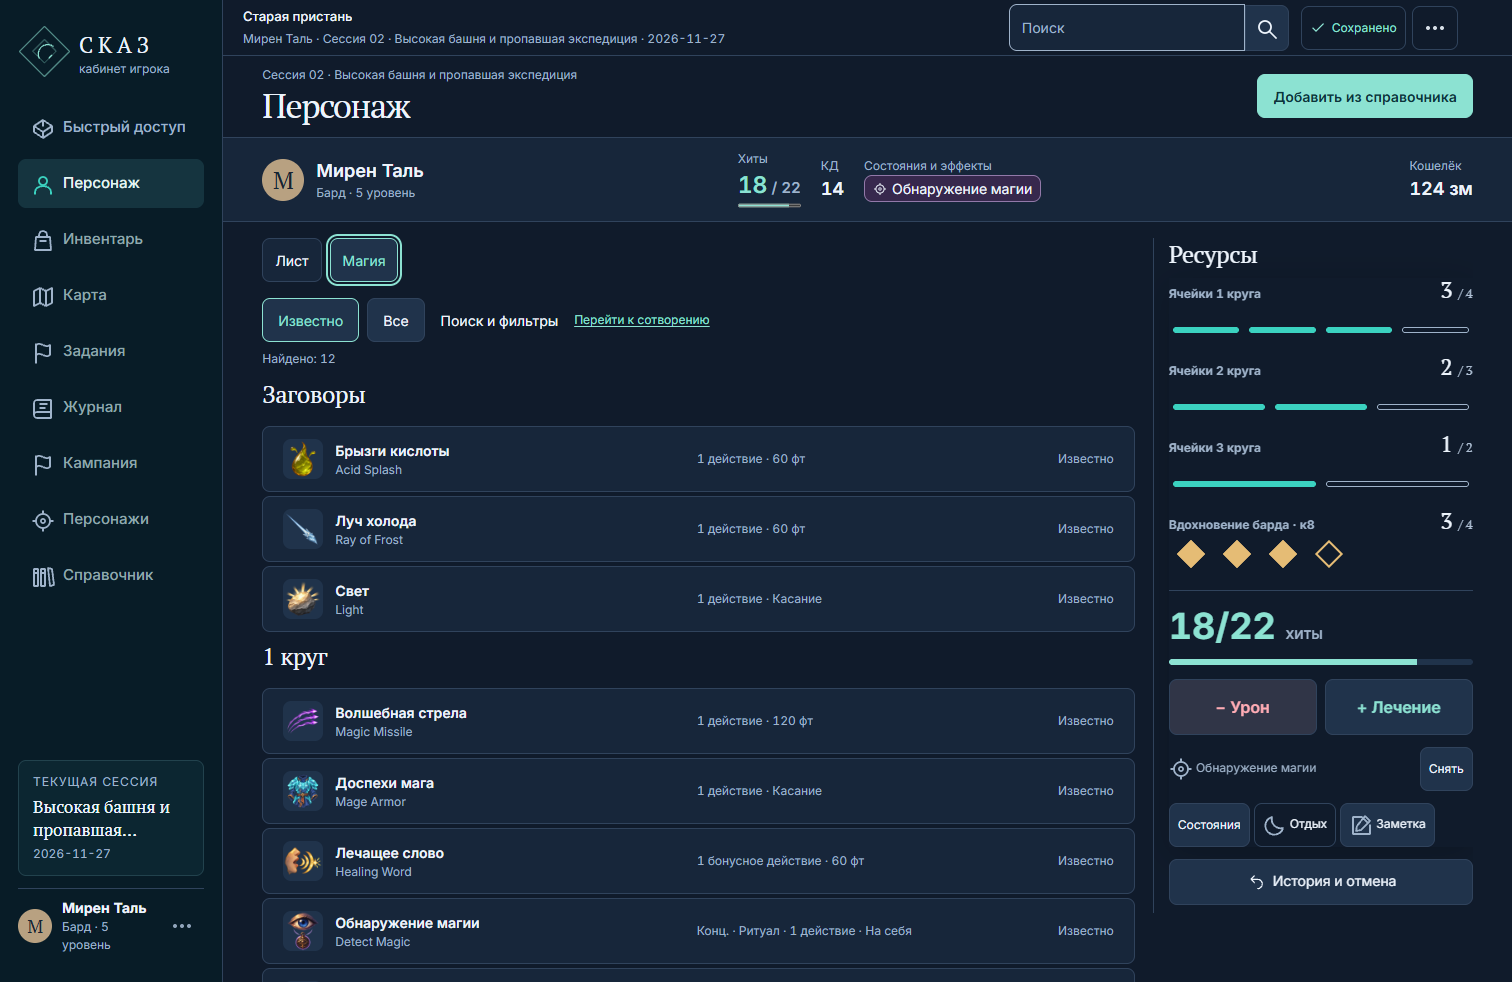 СКАЗ
кабинет игрока
Быстрый доступ
Персонаж
Инвентарь
Карта
Задания
Журнал
Кампания
Персонажи
Справочник
ТЕКУЩАЯ СЕССИЯ
Высокая башня и
пропавшая...
2026-11-27
М
Мирен Таль
Бард · 5
уровень
Старая пристань
Мирен Таль · Сессия 02 · Высокая башня и пропавшая экспедиция · 2026-11-27
Поиск
Сохранено
Сессия 02 · Высокая башня и пропавшая экспедиция
Персонаж
Добавить из справочника
М
Мирен Таль
Бард · 5 уровень
Хиты
18 / 22
КД
14
Состояния и эффекты
Обнаружение магии
Кошелёк
124 зм
Лист
Магия
Известно
Все
Поиск и фильтры
Перейти к сотворению
Найдено: 12
Заговоры
Брызги кислоты
Acid Splash
1 действие · 60 фт
Известно
Луч холода
Ray of Frost
1 действие · 60 фт
Известно
Свет
Light
1 действие · Касание
Известно
1 круг
Волшебная стрела
Magic Missile
1 действие · 120 фт
Известно
Доспехи мага
Mage Armor
1 действие · Касание
Известно
Лечащее слово
Healing Word
1 бонусное действие · 60 фт
Известно
Обнаружение магии
Detect Magic
Конц. · Ритуал · 1 действие · На себя
Известно
Ресурсы
Ячейки 1 круга
3 / 4
Ячейки 2 круга
2 / 3
Ячейки 3 круга
1 / 2
Вдохновение барда · к8
3 / 4
18/22 хиты
− Урон
+ Лечение
Обнаружение магии
Снять
Состояния
Отдых
Заметка
История и отмена